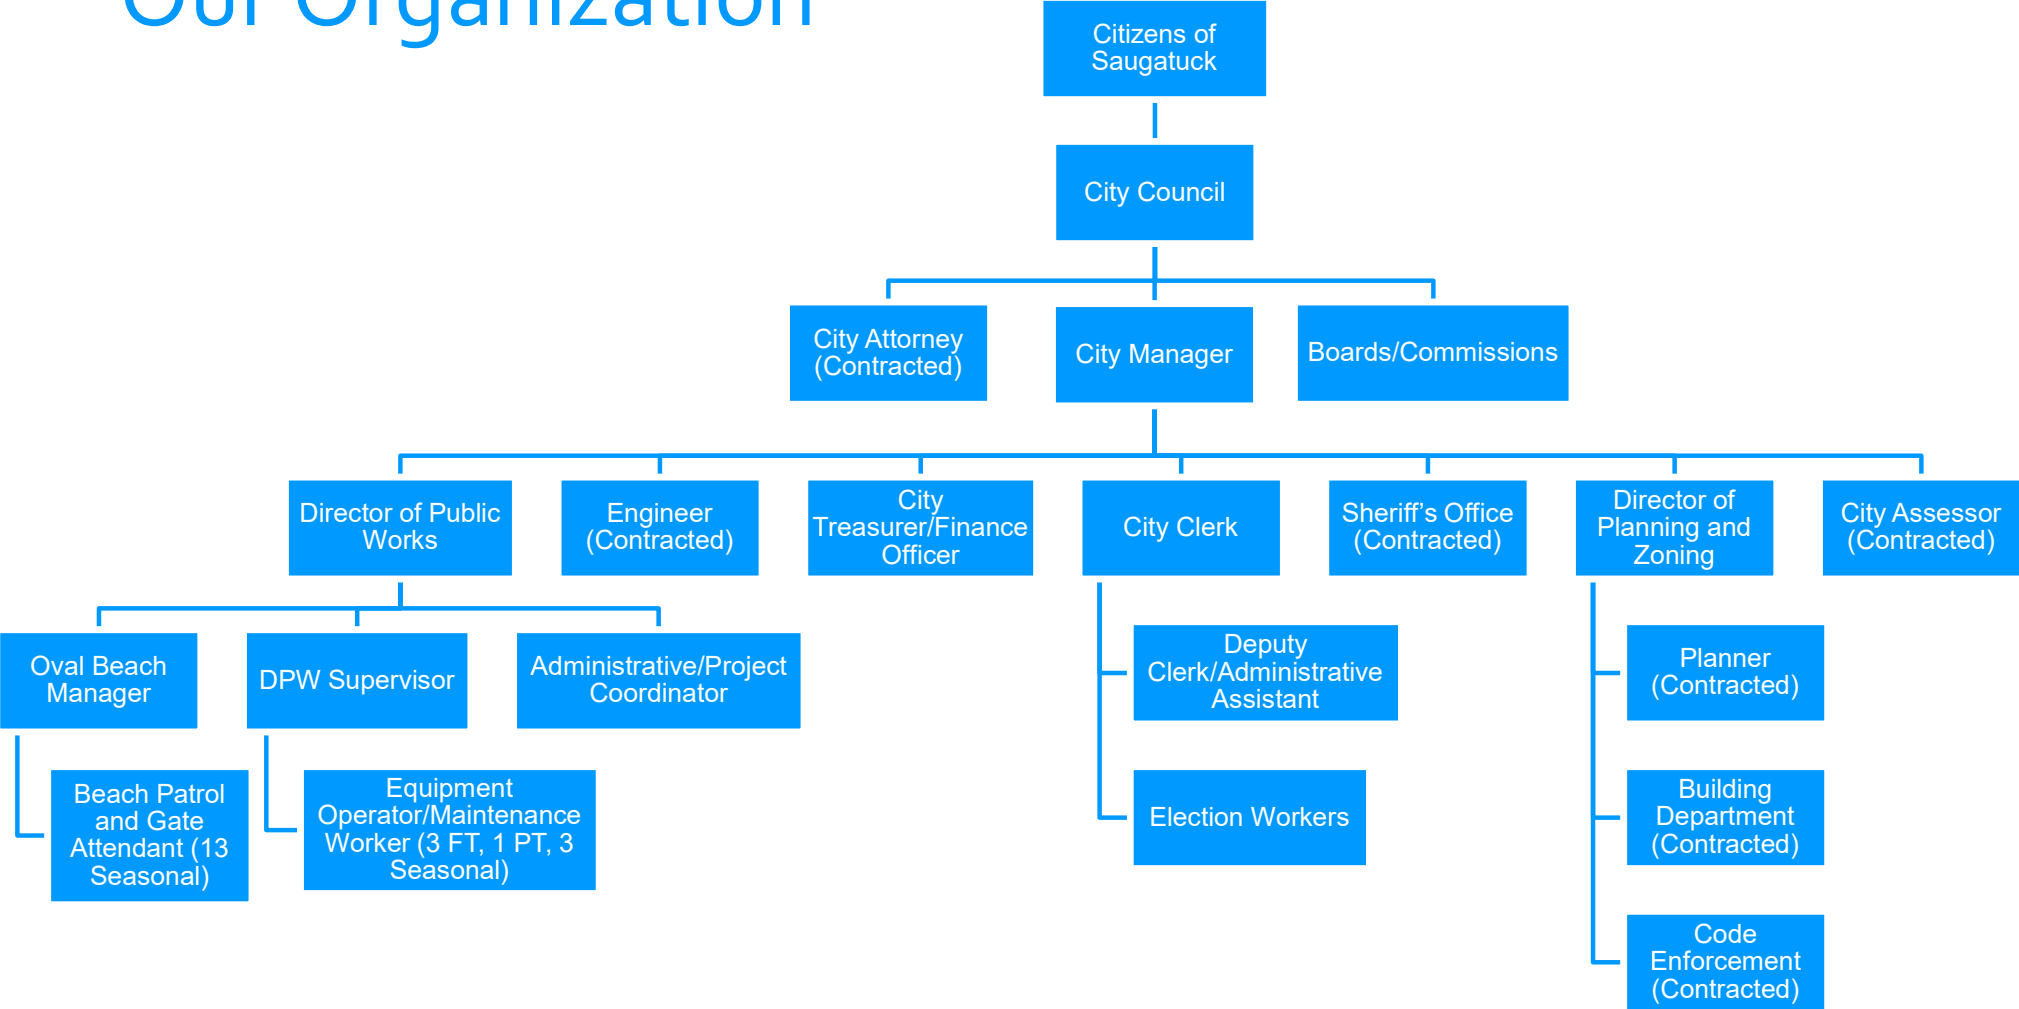 Our Organization
Citizens of
Saugatuck
City Council
City Attorney
(Contracted)
City Manager
Boards/Commissions
Director of Public
Works
Engineer
(Contracted)
City
Treasurer/Finance
Officer
City Clerk
Sheriff’s Office
(Contracted)
Director of
Planning and
Zoning
City Assessor
(Contracted)
Oval Beach
Manager
DPW Supervisor
Administrative/Project
Coordinator
Deputy
Clerk/Administrative
Assistant
Planner
(Contracted)
Beach Patrol
and Gate
Attendant (13
Seasonal)
Equipment
Operator/Maintenance
Worker (3 FT, 1 PT, 3
Seasonal)
Election Workers
Building
Department
(Contracted)
Code
Enforcement
(Contracted)